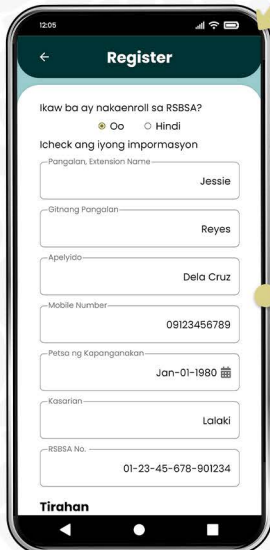 12:05
Register
Ikaw ba ay nakaenroll sa RSBSA?
Oo Hindi
Icheck ang iyong impormasyon
Pangalan, Extension Name
Jessie
Gitnang Pangalan
Reyes
Apelyido
Dela Cruz
Mobile Number
09123456789
Petsa ng Kapanganakan
Jan-01-1980
Kasarian
Lalaki
RSBSA No.
01-23-45-678-901234
Tirahan